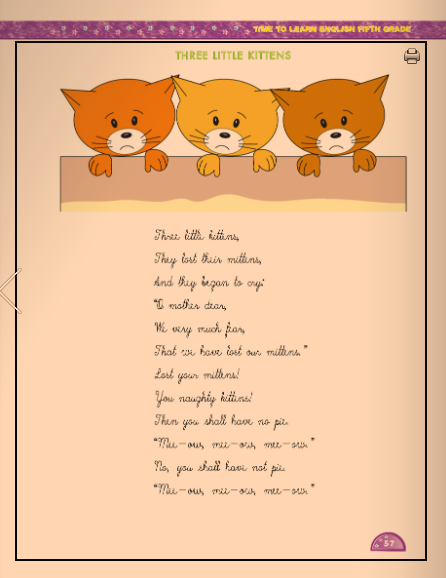 TIME TO LEARN ENGLISH FIFTH GRADE
THREE LITTLE KITTENS
Three little kittens,
They lost their mittens,
And they began to cry:
"O mother dear,
We very much fear,
That we have lost our mittens."
Lost your mittens!
You naughty kittens!
Then you shall have no pie.
"Mee-ow, mee-ow, mee-ow."
No, you shall have not pie.
"Mee-ow, mee-ow, mee-ow."
57